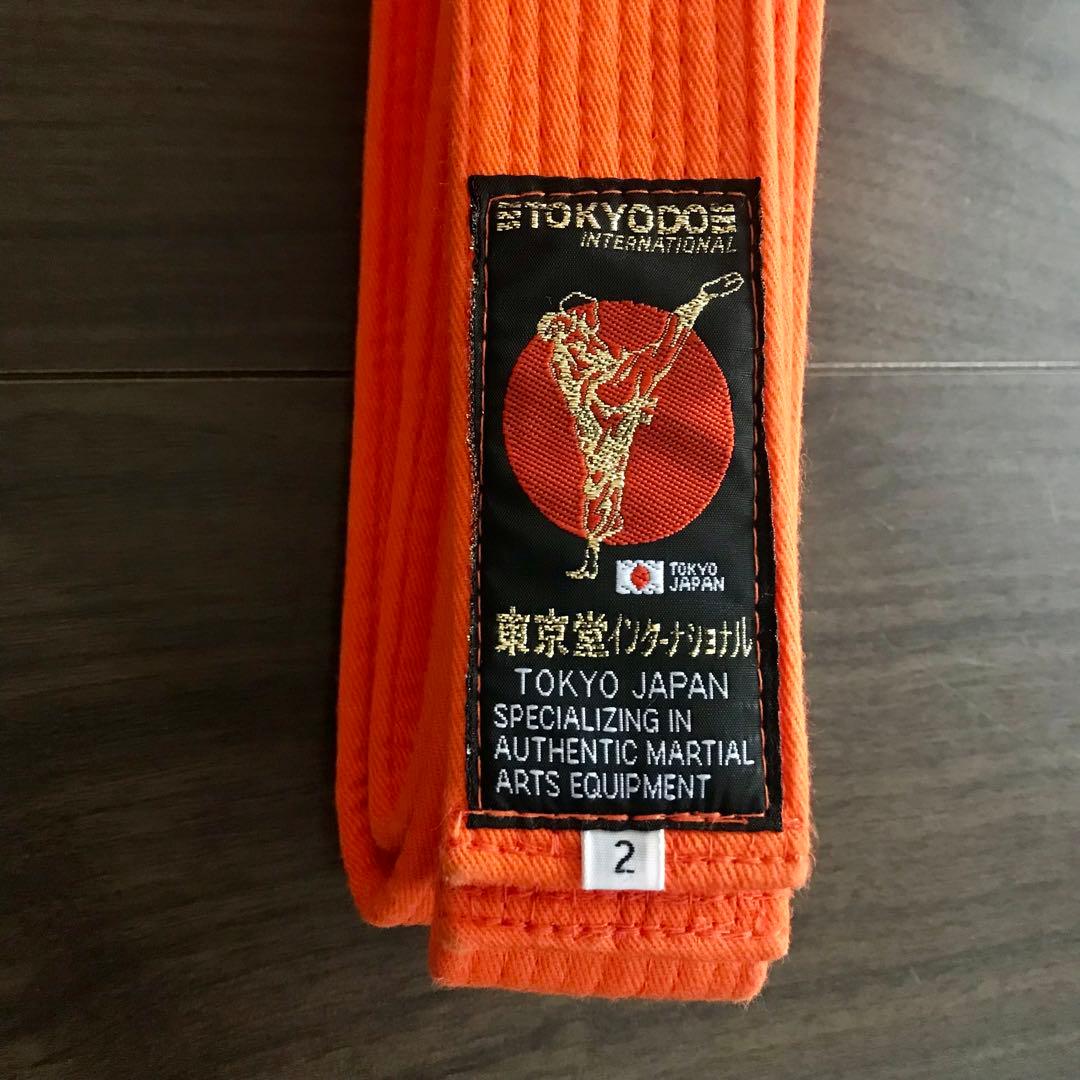 TOKYODO
INTERNATIONAL
TOKYO
JAPAN
東京堂インターナショナル
TOKYO JAPAN
SPECIALIZING IN
AUTHENTIC MARTIAL
ARTS EQUIPMENT
2